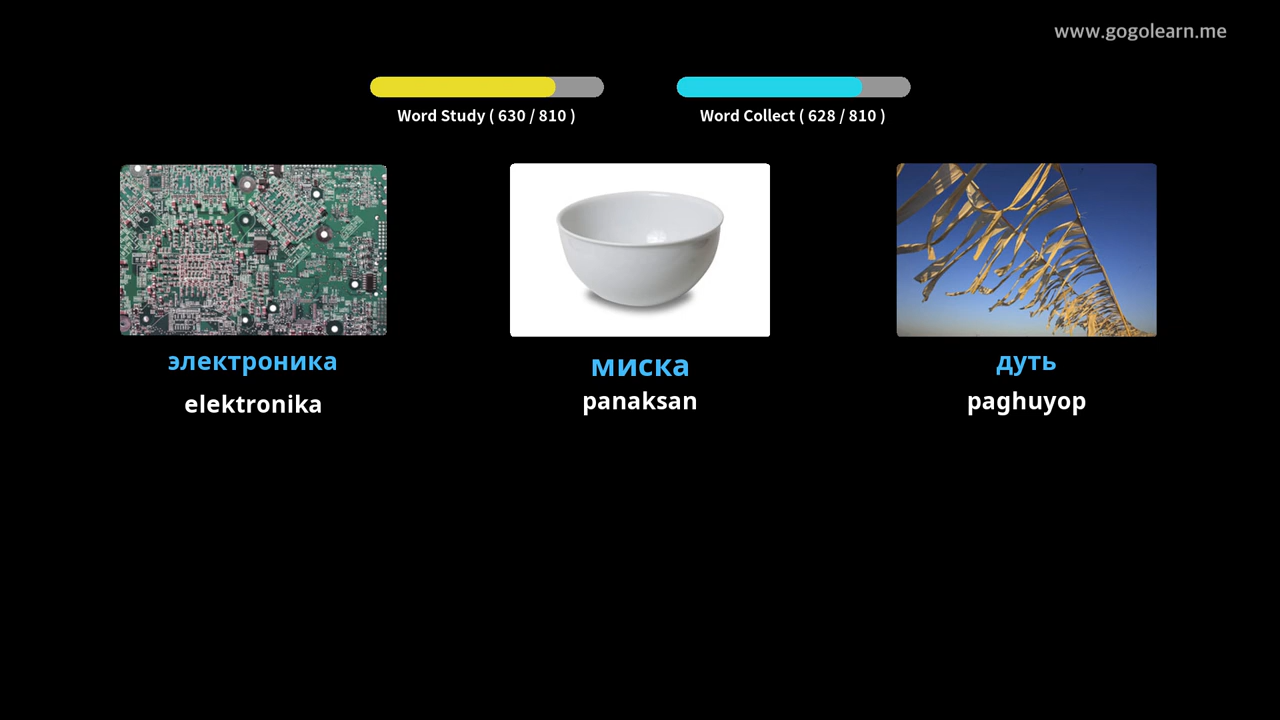 www.gogolearn.me
Word Study ( 630 / 810 )
Word Collect ( 628 / 810 )
электроника
elektronika
миска
panaksan
дуть
paghuyop